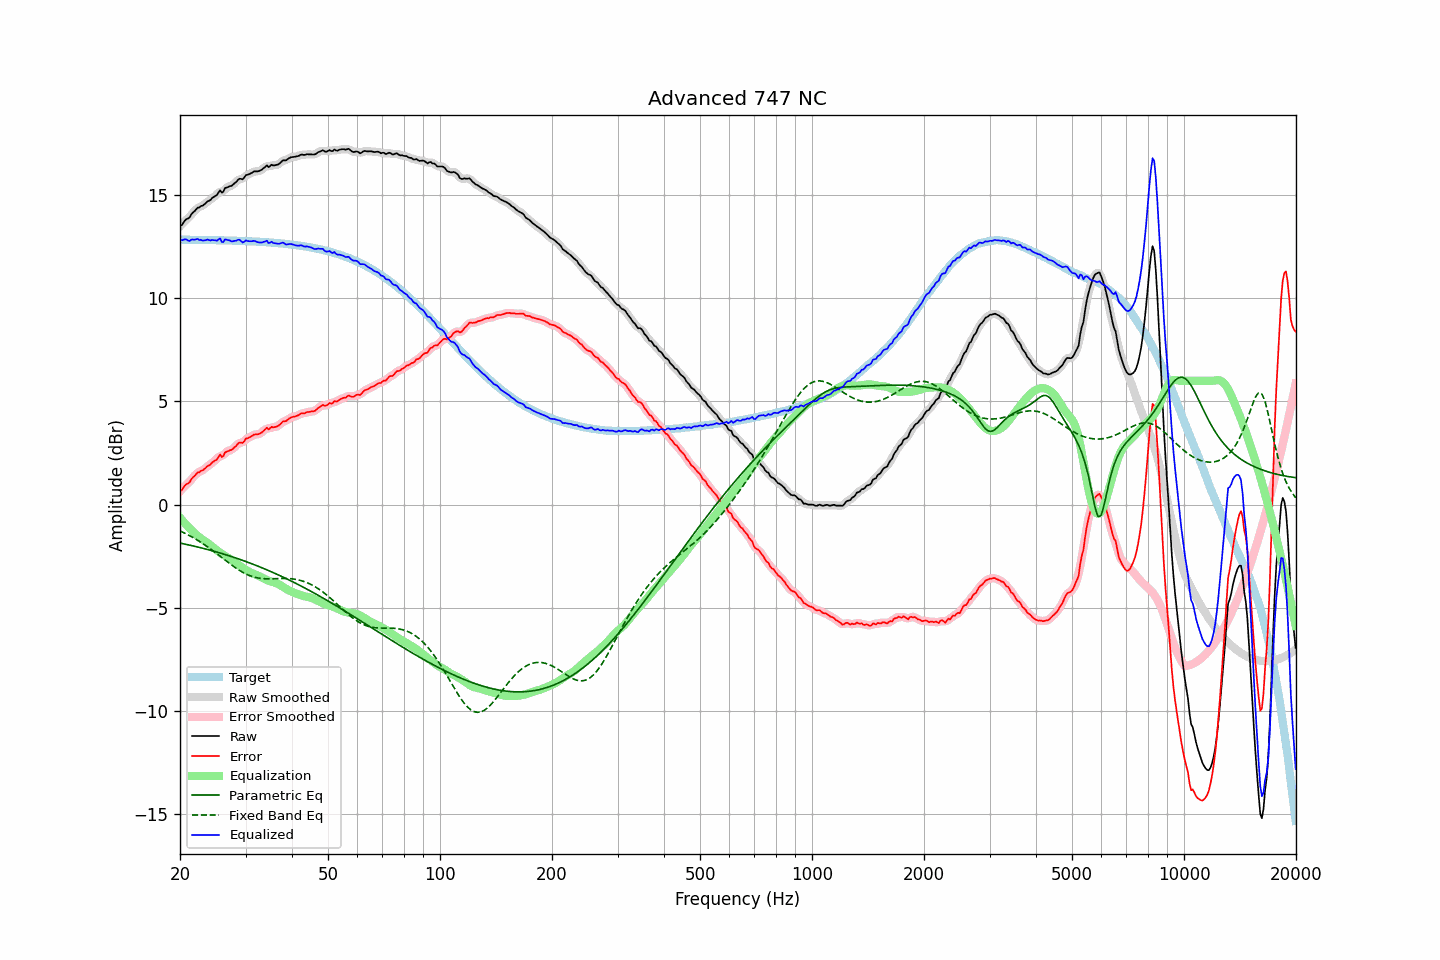 Advanced 747 NC
Amplitude (dBr)
15
10
5
0
−5
−10
−15
Target
Raw Smoothed
Error Smoothed
Raw
Error
Equalization
Parametric Eq
Fixed Band Eq
Equalized
20
50
100
200
500
1000
2000
5000
10000
20000
Frequency (Hz)